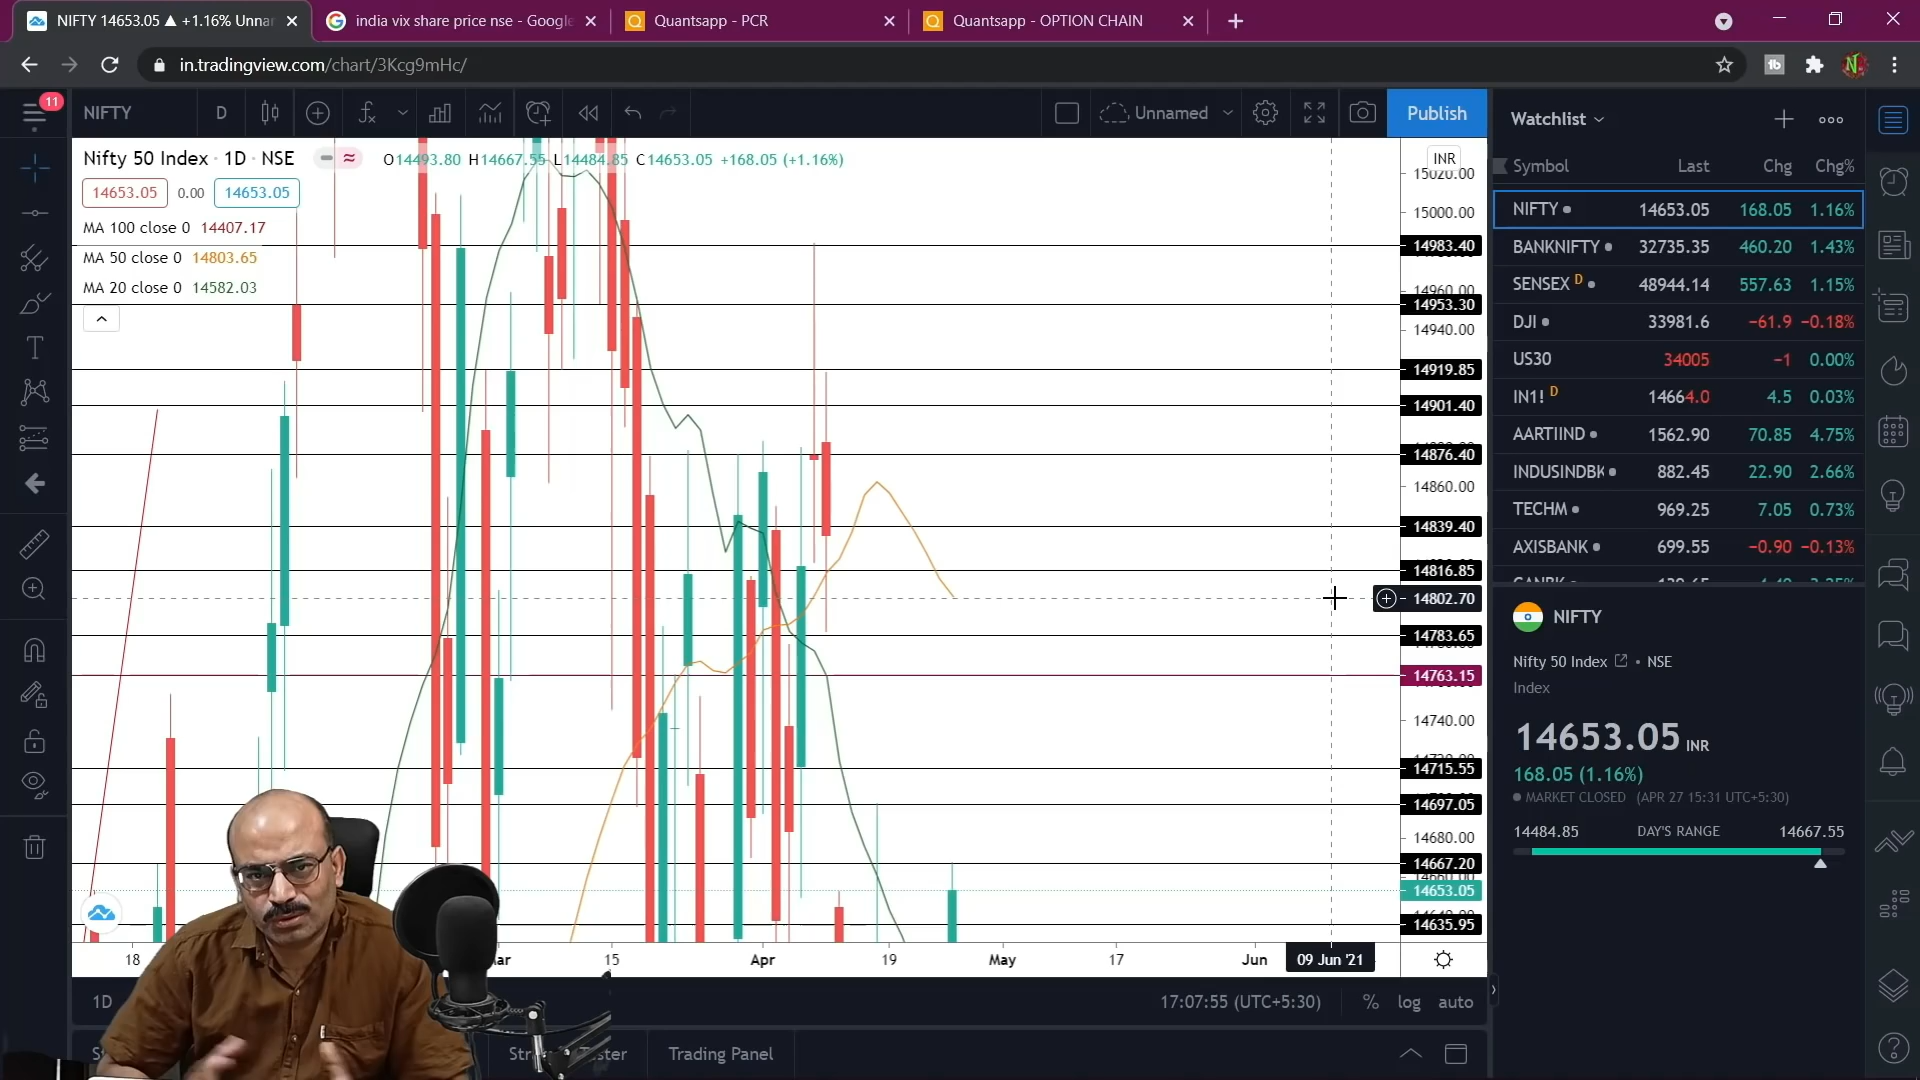 NIFTY 14653.05 ▲ +1.16% Unnar
india vix share price nse - Google
Quantsapp - PCR
Quantsapp - OPTION CHAIN
in.tradingview.com/chart/3Kcg9mHc/
11
NIFTY
D
Unnamed
Publish
Nifty 50 Index · 1D · NSE
O14493.80 H14667.55 L14484.85 C14653.05 +168.05 (+1.16%)
14653.05 0.00 14653.05
MA 100 close 0 14407.17
MA 50 close 0 14803.65
MA 20 close 0 14582.03
INR
15020.00
15000.00
14983.40
14960.00
14953.30
14940.00
14919.85
14901.40
14876.40
14860.00
14839.40
14816.85
14802.70
14783.65
14763.15
14740.00
14715.55
14697.05
14680.00
14667.20
14653.05
14635.95
18
15
Apr
19
May
17
Jun
09 Jun '21
1D
17:07:55 (UTC+5:30)
%
log
auto
Trading Panel
Watchlist
Symbol Last Chg Chg%
NIFTY 14653.05 168.05 1.16%
BANKNIFTY 32735.35 460.20 1.43%
SENSEX D 48944.14 557.63 1.15%
DJI 33981.6 −61.9 −0.18%
US30 34005 −1 0.00%
IN1! D 14664.0 4.5 0.03%
AARTIIND 1562.90 70.85 4.75%
INDUSINDBK 882.45 22.90 2.66%
TECHM 969.25 7.05 0.73%
AXISBANK 699.55 −0.90 −0.13%
NIFTY
Nifty 50 Index • NSE
Index
14653.05 INR
168.05 (1.16%)
MARKET CLOSED (APR 27 15:31 UTC+5:30)
14484.85 DAY'S RANGE 14667.55